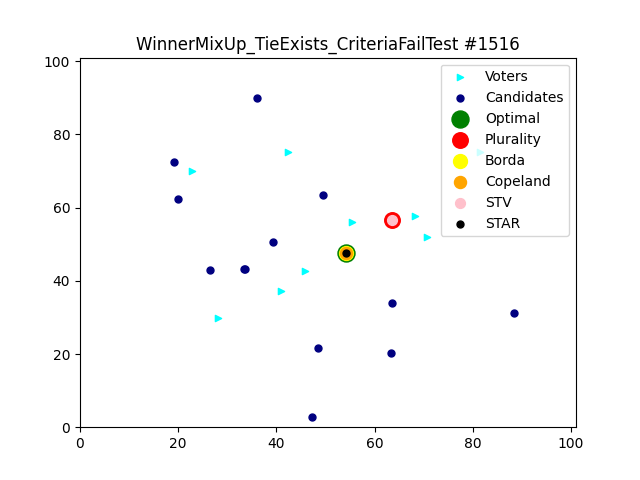 WinnerMixUp_TieExists_CriteriaFailTest #1516
100
80
60
40
20
0
0 20 40 60 80 100
Voters
Candidates
Optimal
Plurality
Borda
Copeland
STV
STAR